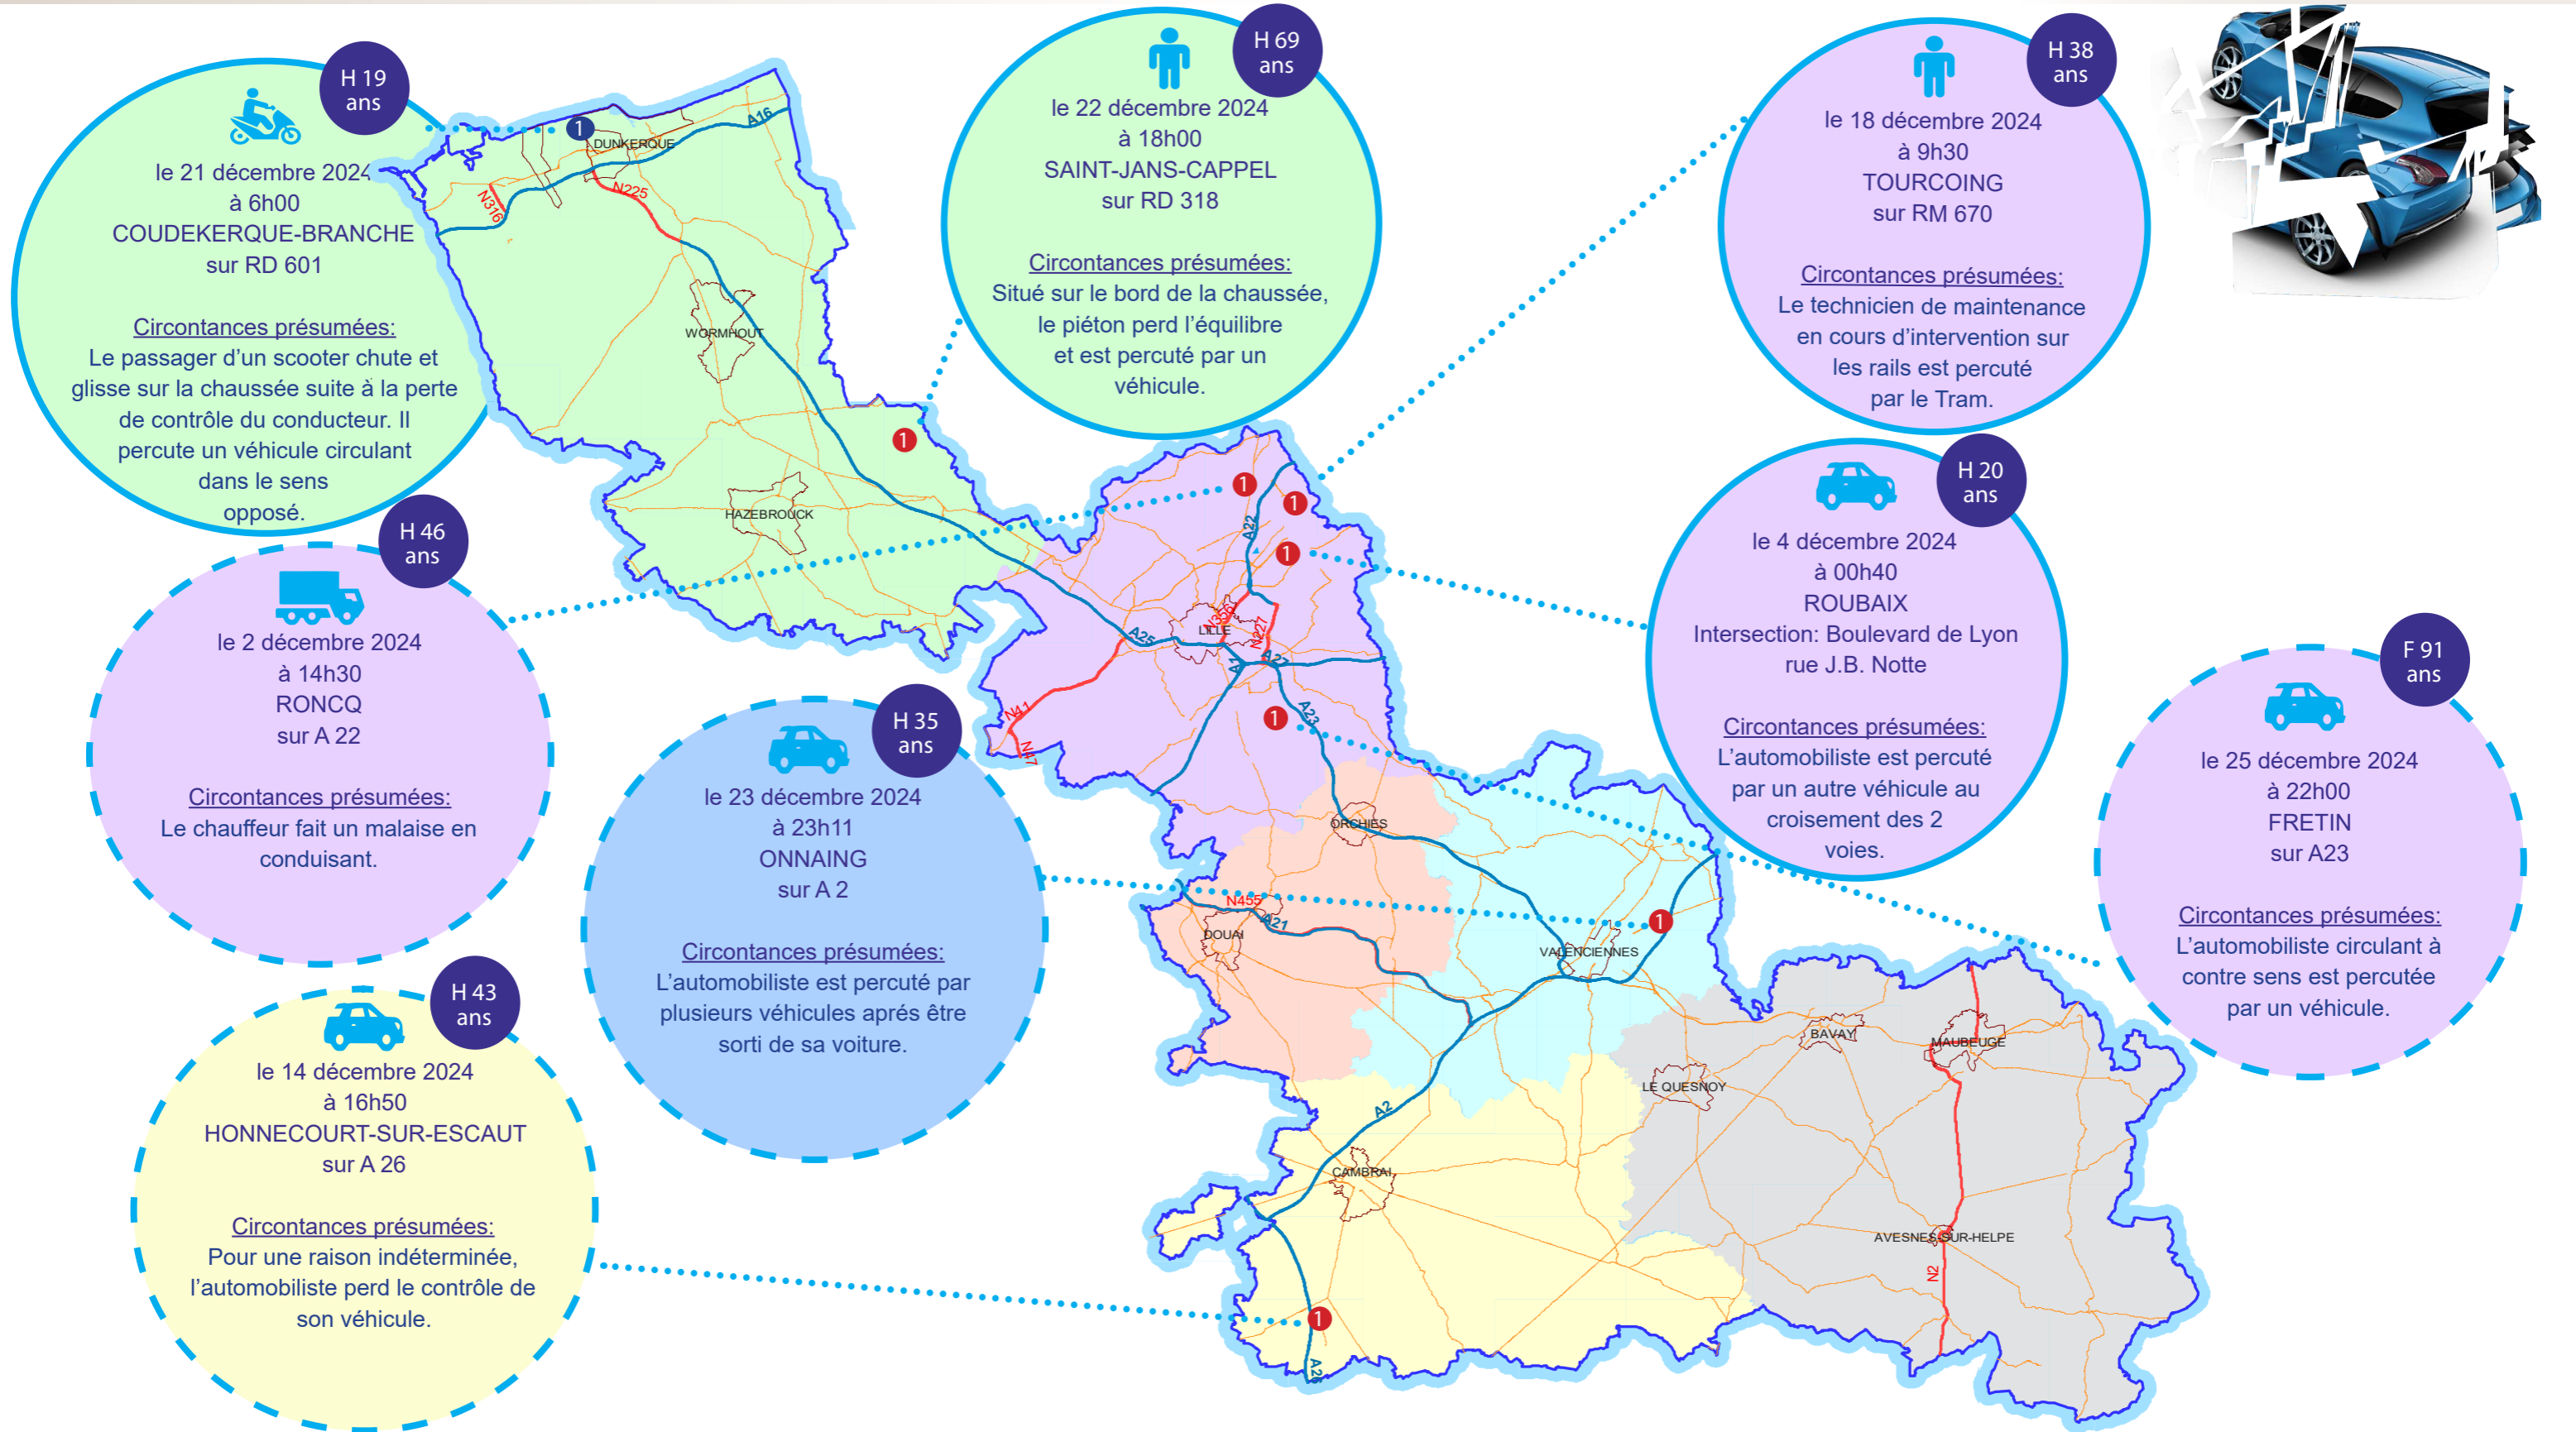 H 19
ans
le 21 décembre 2024
à 6h00
COUDEKERQUE-BRANCHE
sur RD 601
Circontances présumées:
Le passager d'un scooter chute et
glisse sur la chaussée suite à la perte
de contrôle du conducteur. Il
percute un véhicule circulant
dans le sens
opposé.
H 69
ans
le 22 décembre 2024
à 18h00
SAINT-JANS-CAPPEL
sur RD 318
Circontances présumées:
Situé sur le bord de la chaussée,
le piéton perd l'équilibre
et est percuté par un
véhicule.
H 38
ans
le 18 décembre 2024
à 9h30
TOURCOING
sur RM 670
Circontances présumées:
Le technicien de maintenance
en cours d'intervention sur
les rails est percuté
par le Tram.
H 46
ans
le 2 décembre 2024
à 14h30
RONCQ
sur A 22
Circontances présumées:
Le chauffeur fait un malaise en
conduisant.
H 20
ans
le 4 décembre 2024
à 00h40
ROUBAIX
Intersection: Boulevard de Lyon
rue J.B. Notte
Circontances présumées:
L'automobiliste est percuté
par un autre véhicule au
croisement des 2
voies.
H 35
ans
le 23 décembre 2024
à 23h11
ONNAING
sur A 2
Circontances présumées:
L'automobiliste est percuté par
plusieurs véhicules aprés être
sorti de sa voiture.
F 91
ans
le 25 décembre 2024
à 22h00
FRETIN
sur A23
Circontances présumées:
L'automobiliste circulant à
contre sens est percutée
par un véhicule.
H 43
ans
le 14 décembre 2024
à 16h50
HONNECOURT-SUR-ESCAUT
sur A 26
Circontances présumées:
Pour une raison indéterminée,
l'automobiliste perd le contrôle de
son véhicule.
1
DUNKERQUE
A16
N316
N225
WORMHOUT
1
HAZEBROUCK
1
1
A22
1
N356
LILLE
N227
A25
A1
A27
N41
N47
1
A23
ORCHIES
N455
A21
DOUAI
1
VALENCIENNES
BAVAY
MAUBEUGE
LE QUESNOY
A2
CAMBRAI
AVESNES-SUR-HELPE
N2
1
A26